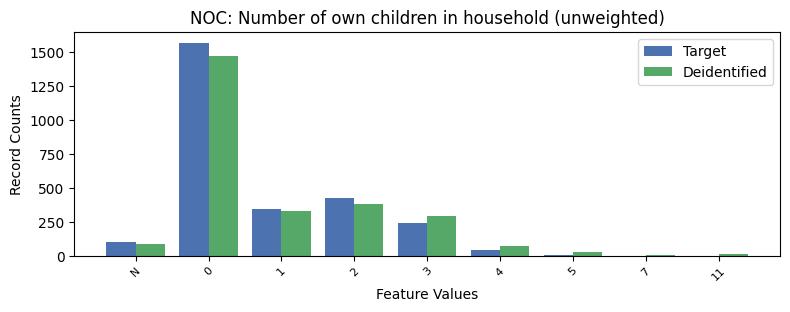 NOC: Number of own children in household (unweighted)
Target
Deidentified
Record Counts
1500
1250
1000
750
500
250
0
N 0 1 2 3 4 5 7 11
Feature Values